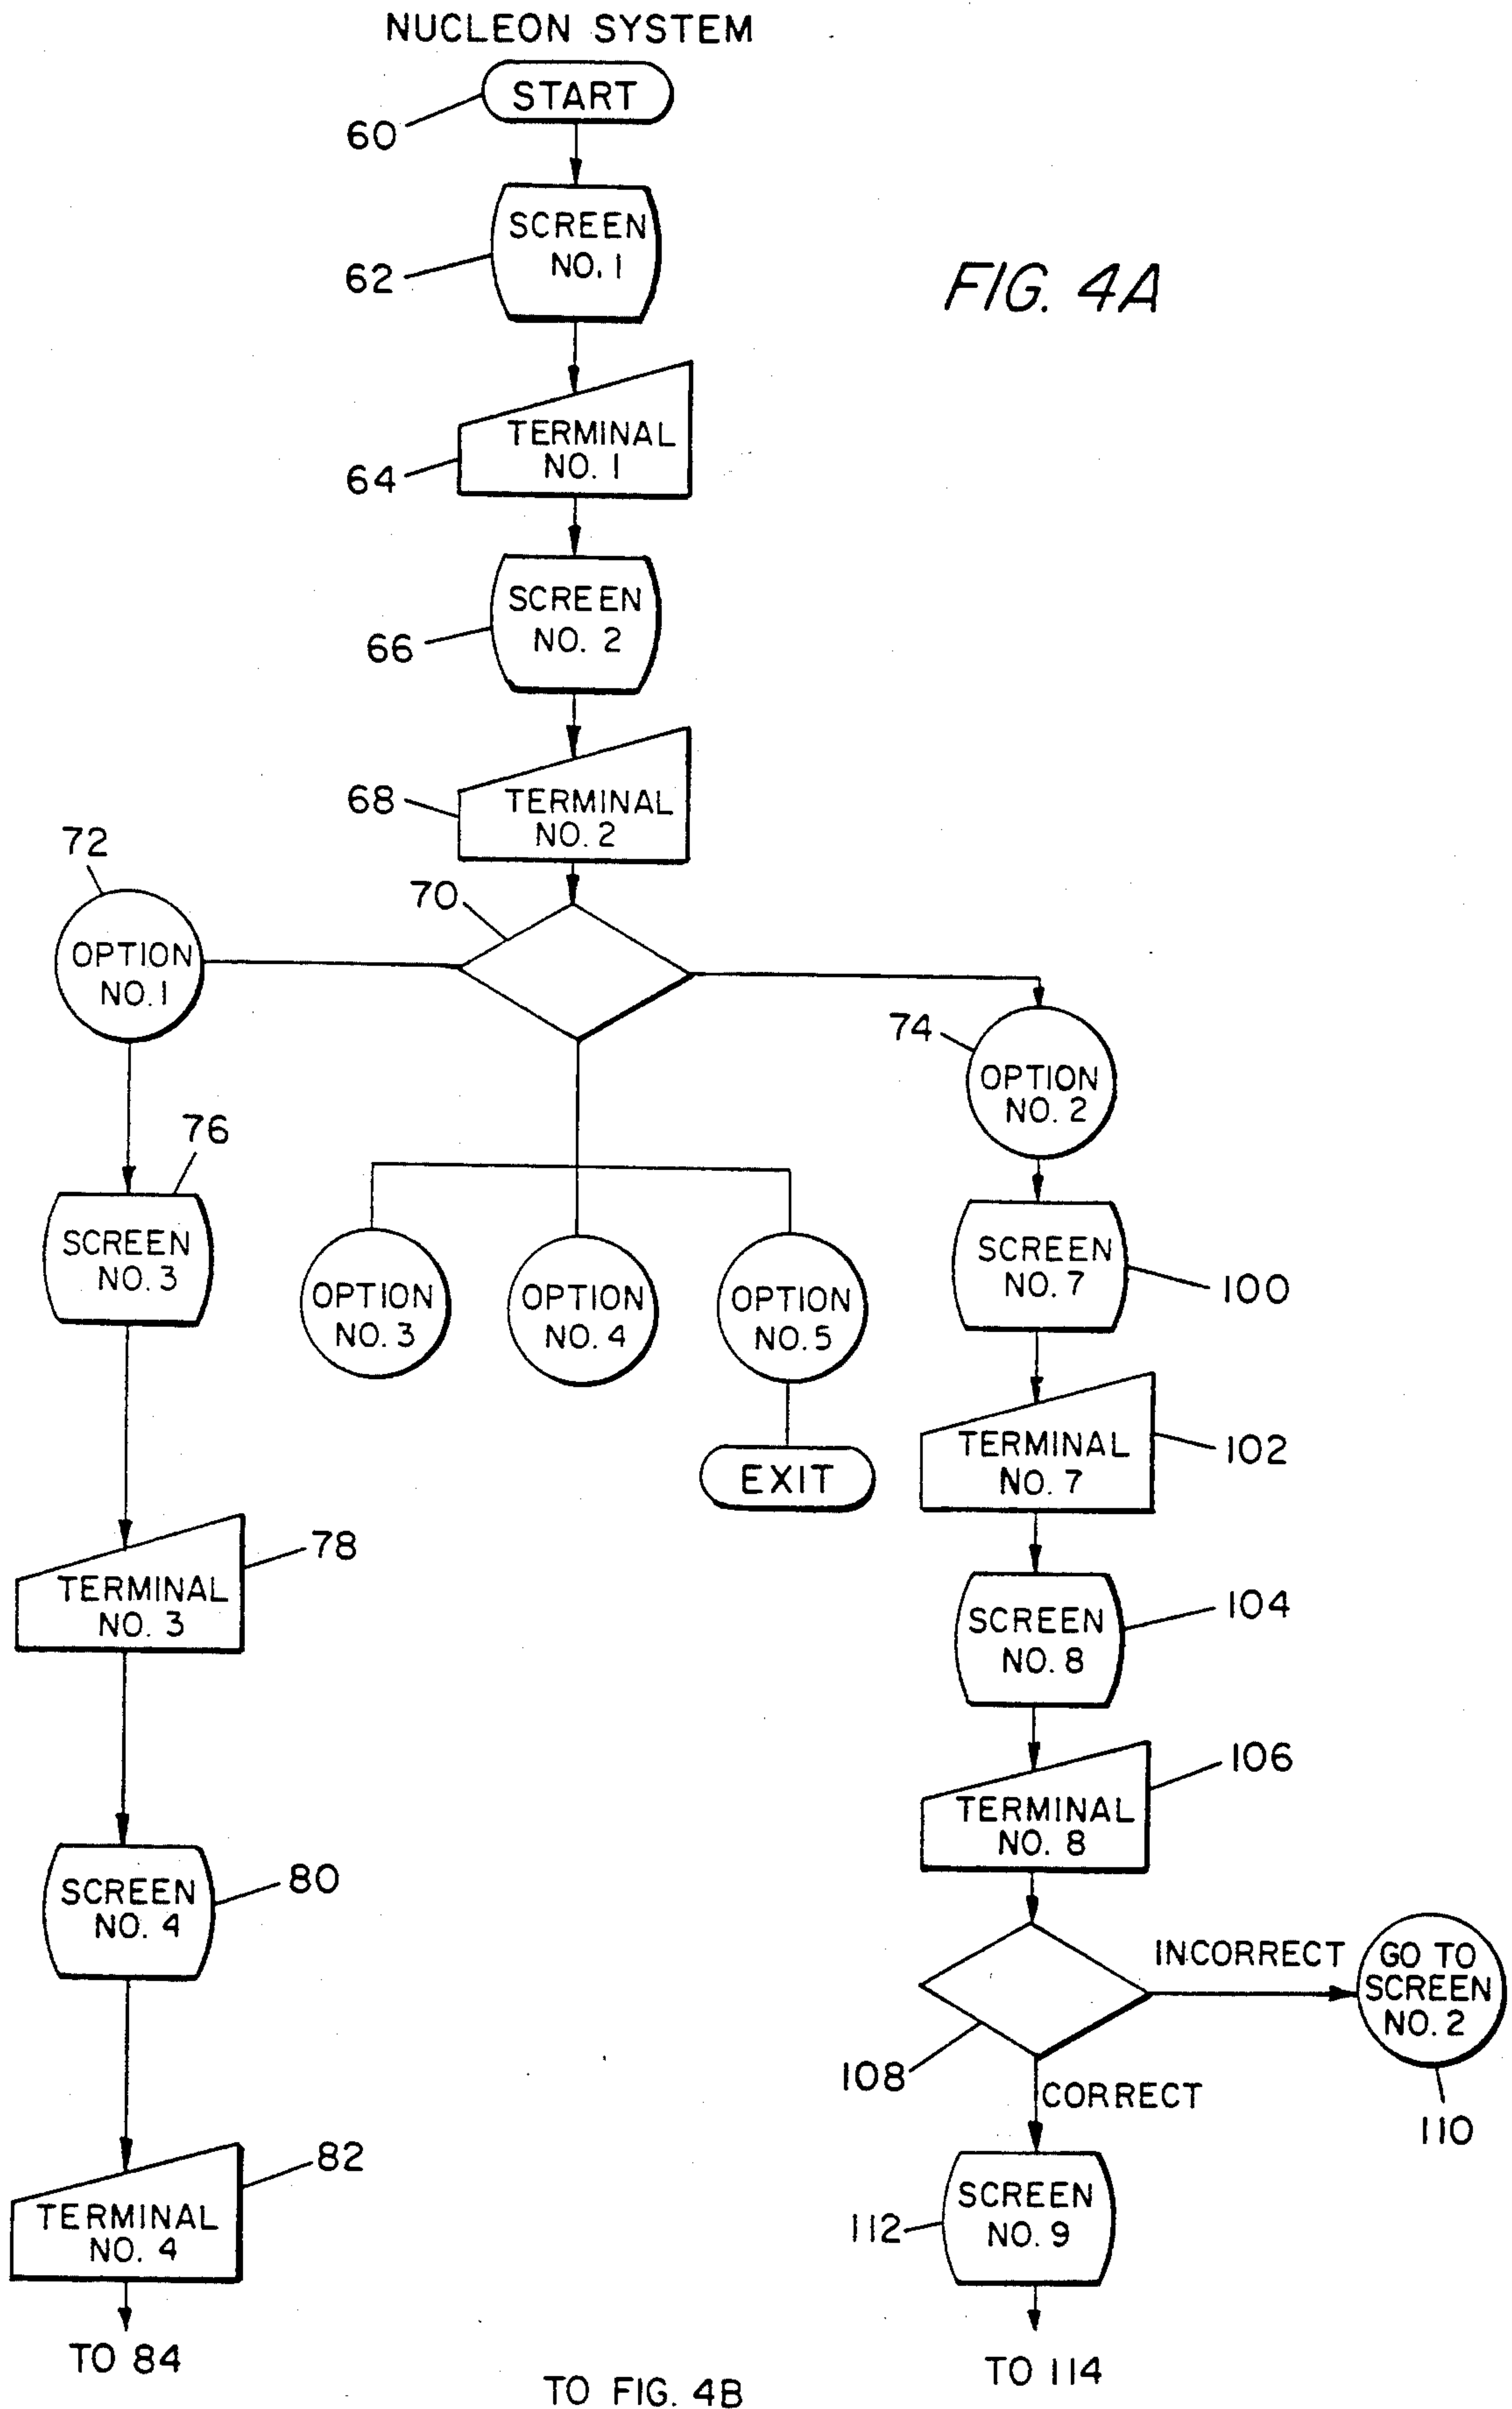 NUCLEON SYSTEM
START
60
SCREEN
NO. 1
62
FIG. 4A
TERMINAL
NO. 1
64
SCREEN
NO. 2
66
TERMINAL
NO. 2
68
72
70
OPTION
NO. 1
74
OPTION
NO. 2
76
SCREEN
NO. 3
OPTION
NO. 3
OPTION
NO. 4
OPTION
NO. 5
SCREEN
NO. 7
100
EXIT
TERMINAL
NO. 7
102
78
TERMINAL
NO. 3
SCREEN
NO. 8
104
TERMINAL
NO. 8
106
SCREEN
NO. 4
80
INCORRECT
GO TO
SCREEN
NO. 2
108
CORRECT
110
82
TERMINAL
NO. 4
SCREEN
NO. 9
112
TO 84
TO 114
TO FIG. 4B